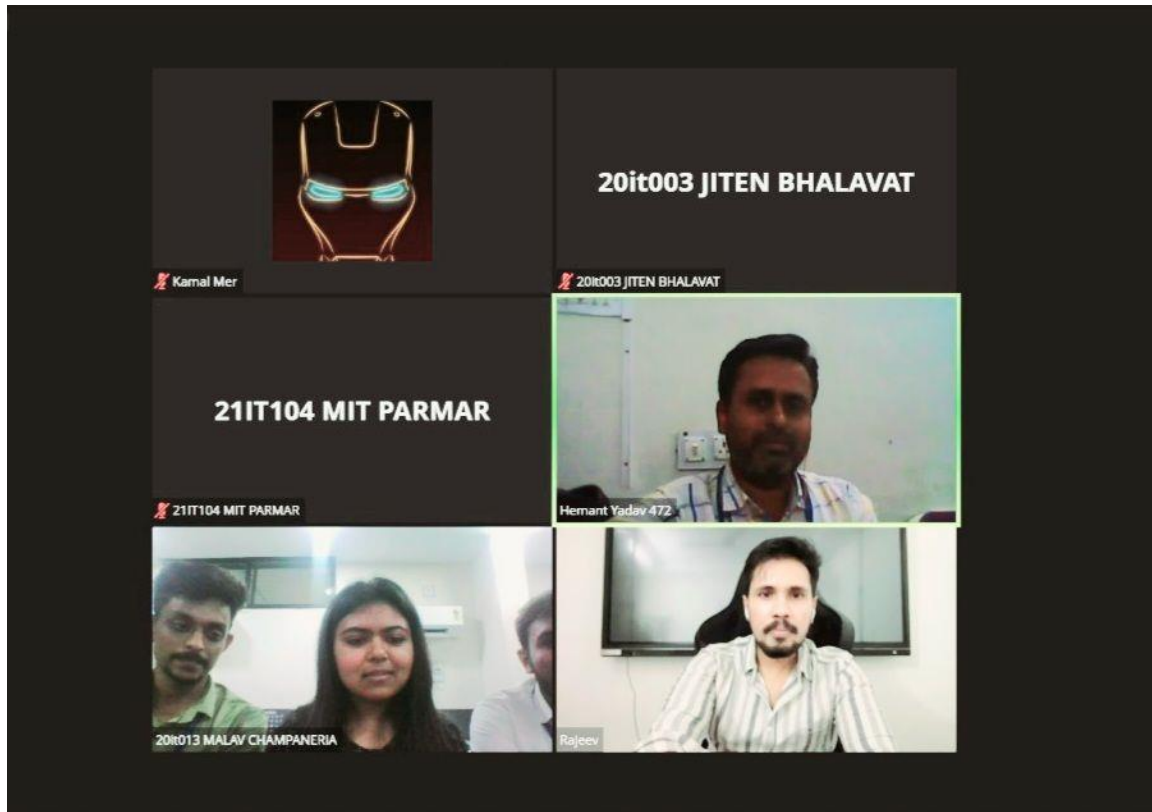 Kamal Mer
20it003 JITEN BHALAVAT
20it003 JITEN BHALAVAT
21IT104 MIT PARMAR
21IT104 MIT PARMAR
Hemant Yadav 472
20it013 MALAV CHAMPANERIA
Rajeev